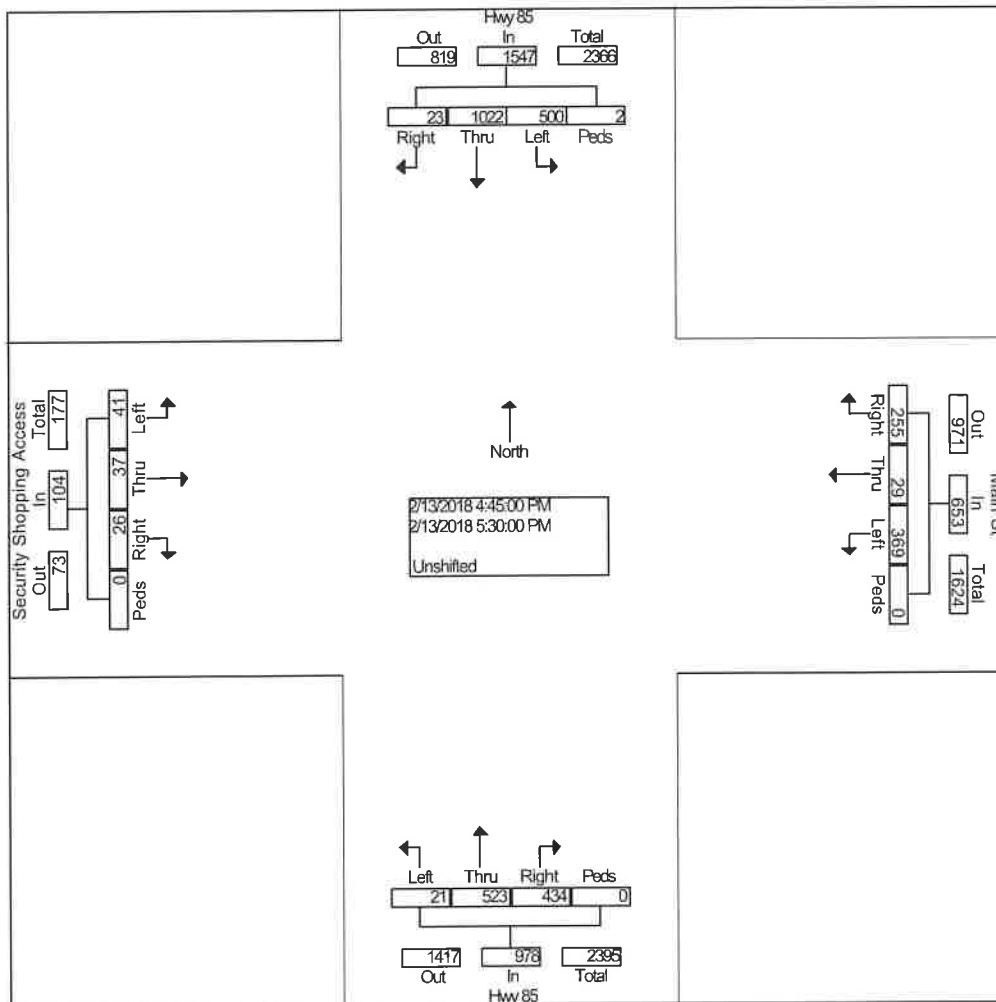 Hwy 85
Out In Total
819 1547 2366
23 1022 500 2
Right Thru Left Peds
Security Shopping Access
Total In Out
177 104 73
41 37 26 0
Left Thru Right Peds
North
2/13/2018 4:45:00 PM
2/13/2018 5:30:00 PM
Unshifted
Right Thru Left Peds
255 29 369 0
971 653 1624
Out In Total
Main St
Left Thru Right Peds
21 523 434 0
1417 978 2395
Out In Total
Hwy 85